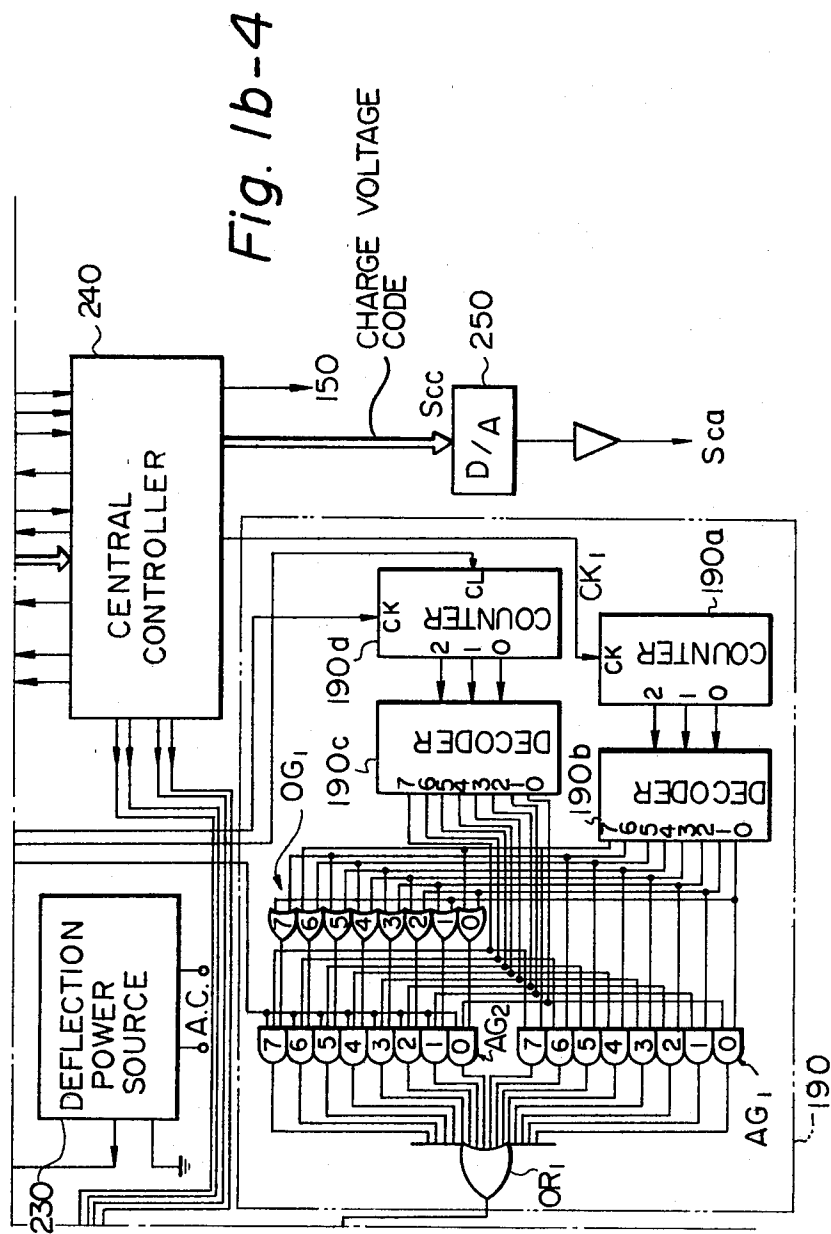 Fig. 1b-4
240
CENTRAL
CONTROLLER
150
CHARGE VOLTAGE
CODE
Scc
250
D/A
Sca
230
DEFLECTION
POWER
SOURCE
A.C.
OG1
7 6 5 4 3 2 1 0
190c
DECODER
7 6 5 4 3 2 1 0
190d
COUNTER
CK
CL
2 1 0
CK1
190a
COUNTER
CK
2 1 0
190b
DECODER
7 6 5 4 3 2 1 0
AG2
7 6 5 4 3 2 1 0
AG1
7 6 5 4 3 2 1 0
OR1
190